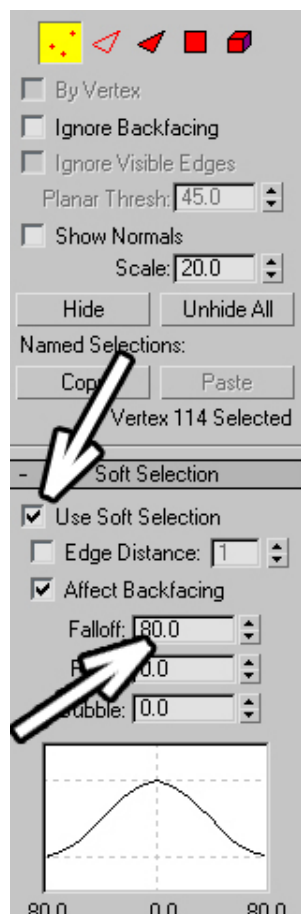 By Vertex
Ignore Backfacing
Ignore Visible Edges
Planar Thresh: 45.0
Show Normals
Scale: 20.0
Hide Unhide All
Named Selections:
Paste
Vertex 114 Selected
- Soft Selection
Use Soft Selection
Edge Distance: 1
Affect Backfacing
Falloff: 80.0
0.0
Bubble: 0.0
80.0 0.0 80.0